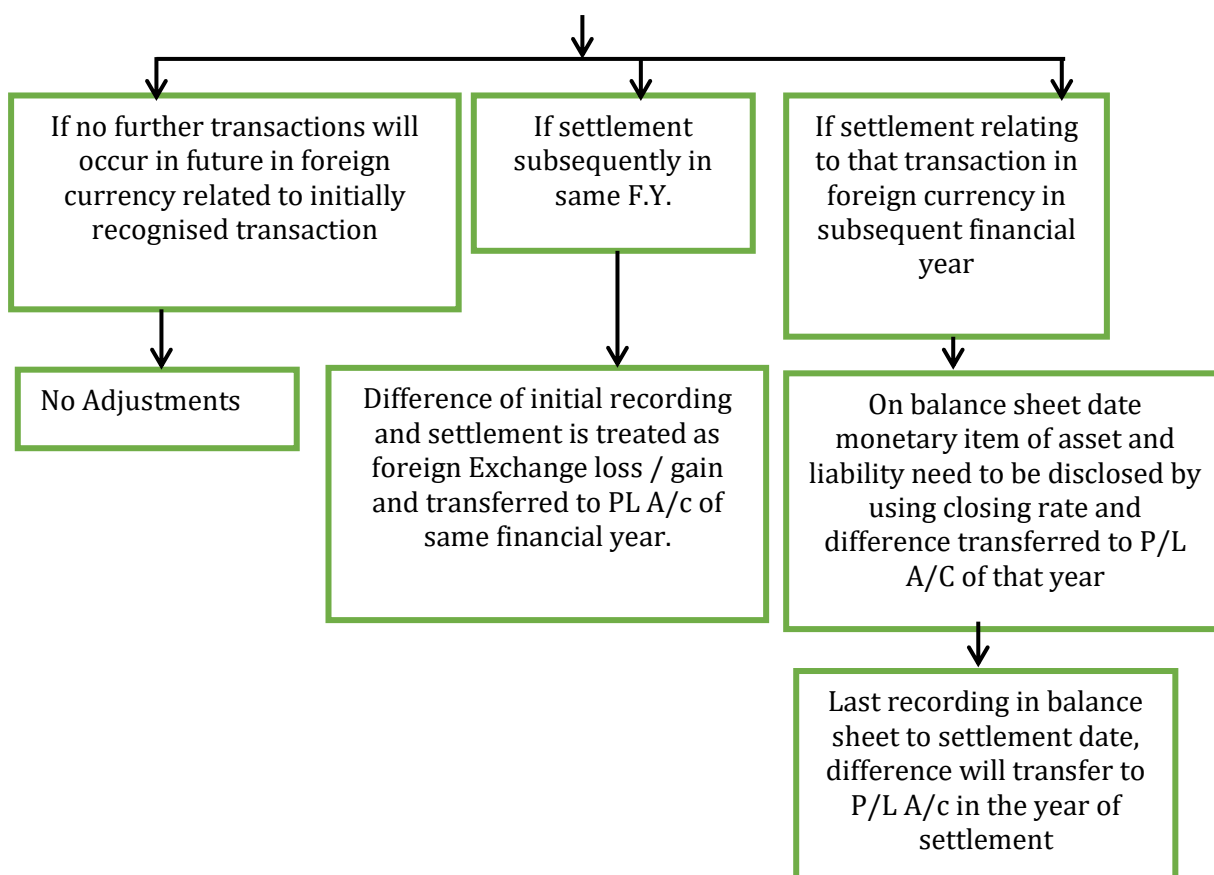 If no further transactions will
occur in future in foreign
currency related to initially
recognised transaction
If settlement
subsequently in
same F.Y.
If settlement relating
to that transaction in
foreign currency in
subsequent financial
year
No Adjustments
Difference of initial recording
and settlement is treated as
foreign Exchange loss / gain
and transferred to PL A/c of
same financial year.
On balance sheet date
monetary item of asset and
liability need to be disclosed by
using closing rate and
difference transferred to P/L
A/C of that year
Last recording in balance
sheet to settlement date,
difference will transfer to
P/L A/c in the year of
settlement